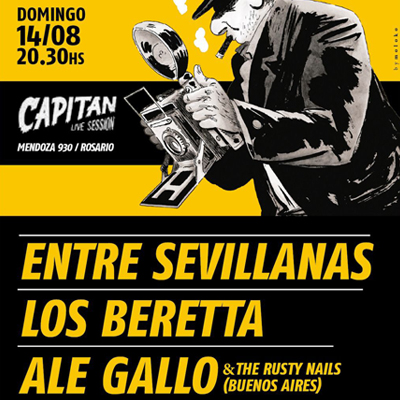 DOMINGO
14/08
20.30HS
CAPITAN
LIVE SESSION
MENDOZA 930 / ROSARIO
bymutoko
ENTRE SEVILLANAS
LOS BERETTA
ALE GALLO & THE RUSTY NAILS
(BUENOS AIRES)